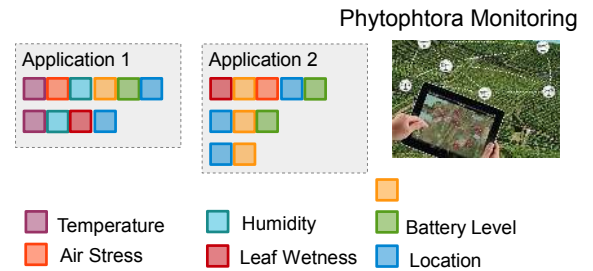 Phytophtora Monitoring
Application 1
Application 2
Temperature
Humidity
Battery Level
Air Stress
Leaf Wetness
Location